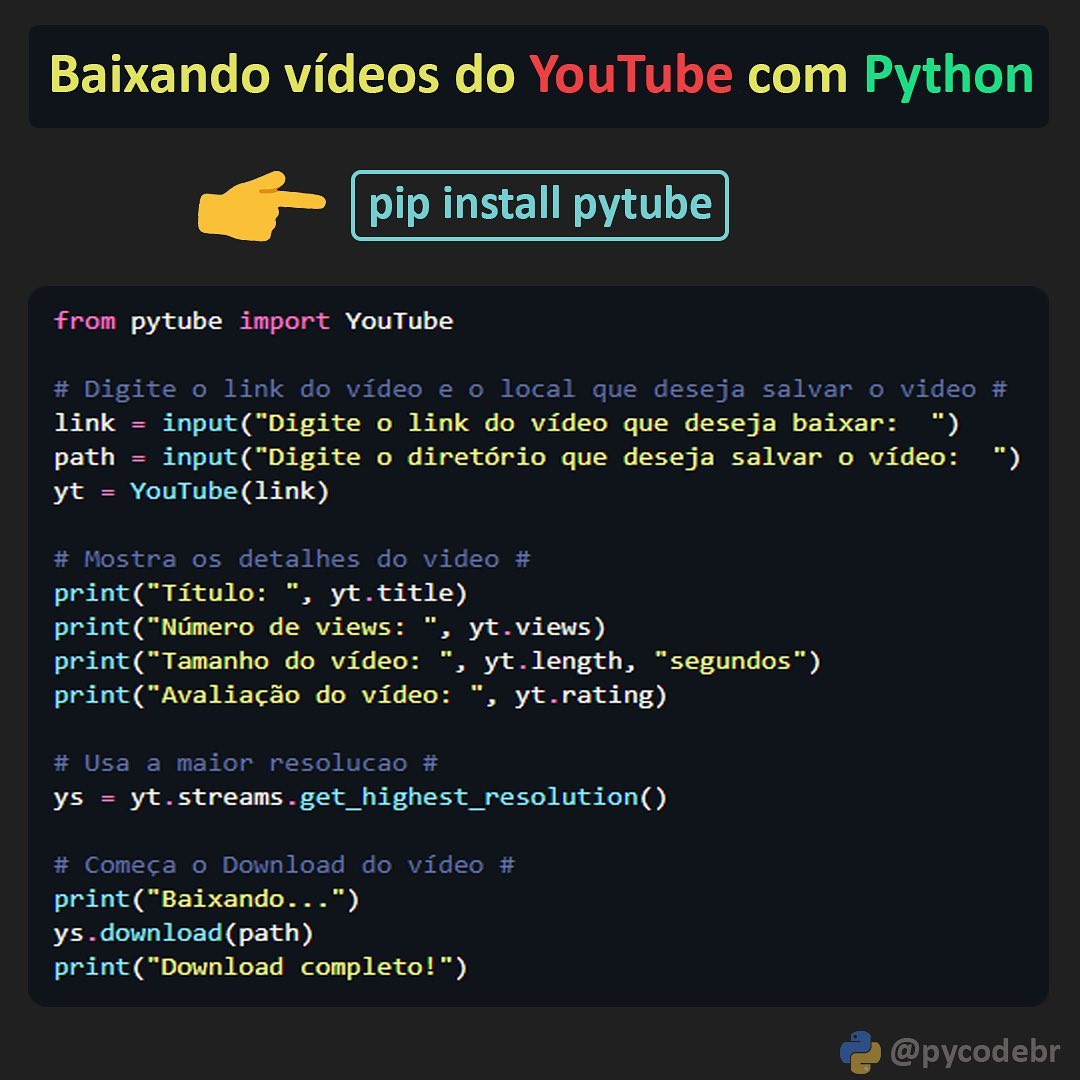 Baixando vídeos do YouTube com Python
pip install pytube
from pytube import YouTube
# Digite o link do vídeo e o local que deseja salvar o video #
link = input("Digite o link do vídeo que deseja baixar:  ")
path = input("Digite o diretório que deseja salvar o vídeo:  ")
yt = YouTube(link)
# Mostra os detalhes do video #
print("Título: ", yt.title)
print("Número de views: ", yt.views)
print("Tamanho do vídeo: ", yt.length, "segundos")
print("Avaliação do vídeo: ", yt.rating)
# Usa a maior resolucao #
ys = yt.streams.get_highest_resolution()
# Começa o Download do vídeo #
print("Baixando...")
ys.download(path)
print("Download completo!")
@pycodebr